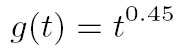 g(t) = t^{0.45}